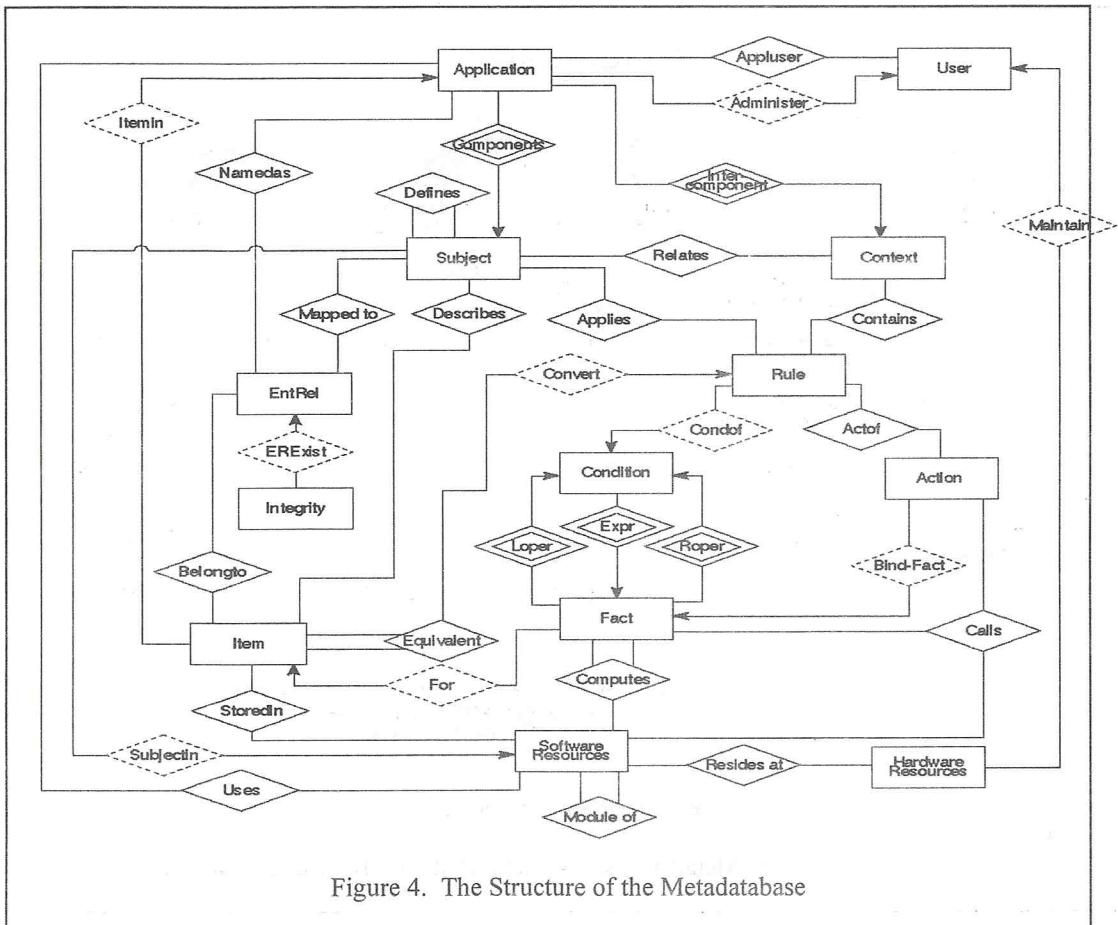 Appluser
Application
User
Administer
ItemIn
Components
Namedas
Inter-
component
Defines
Maintain
Subject
Relates
Context
Mapped to
Describes
Applies
Contains
Convert
Rule
EntRel
Condof
Actof
ERExist
Condition
Action
Integrity
Expr
Loper
Roper
Bind-Fact
Belongto
Fact
Item
Equivalent
Calls
For
Computes
StoredIn
Software
Resources
SubjectIn
Resides at
Hardware
Resources
Uses
Module of
Figure 4. The Structure of the Metadatabase